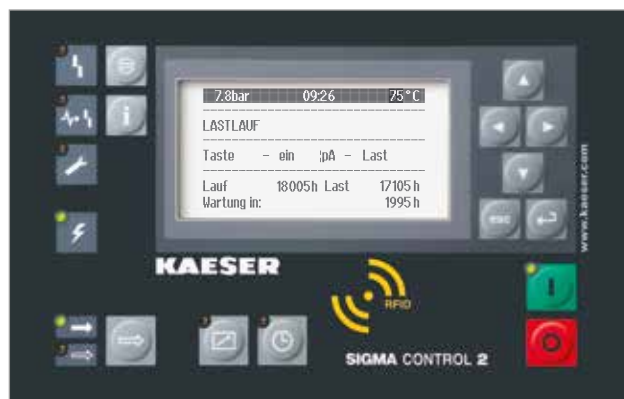 7.8bar 09:26 75°C
LASTLAUF
Taste - ein ¦pA - Last
Lauf 18005h Last 17105h
Wartung in: 1995h
esc
www.kaeser.com
KAESER
RFID
SIGMA CONTROL 2